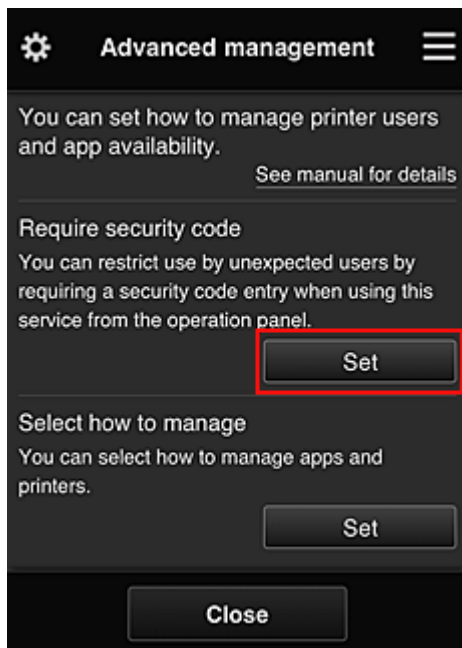 Advanced management
You can set how to manage printer users
and app availability.
See manual for details
Require security code
You can restrict use by unexpected users by
requiring a security code entry when using this
service from the operation panel.
Set
Select how to manage
You can select how to manage apps and
printers.
Set
Close